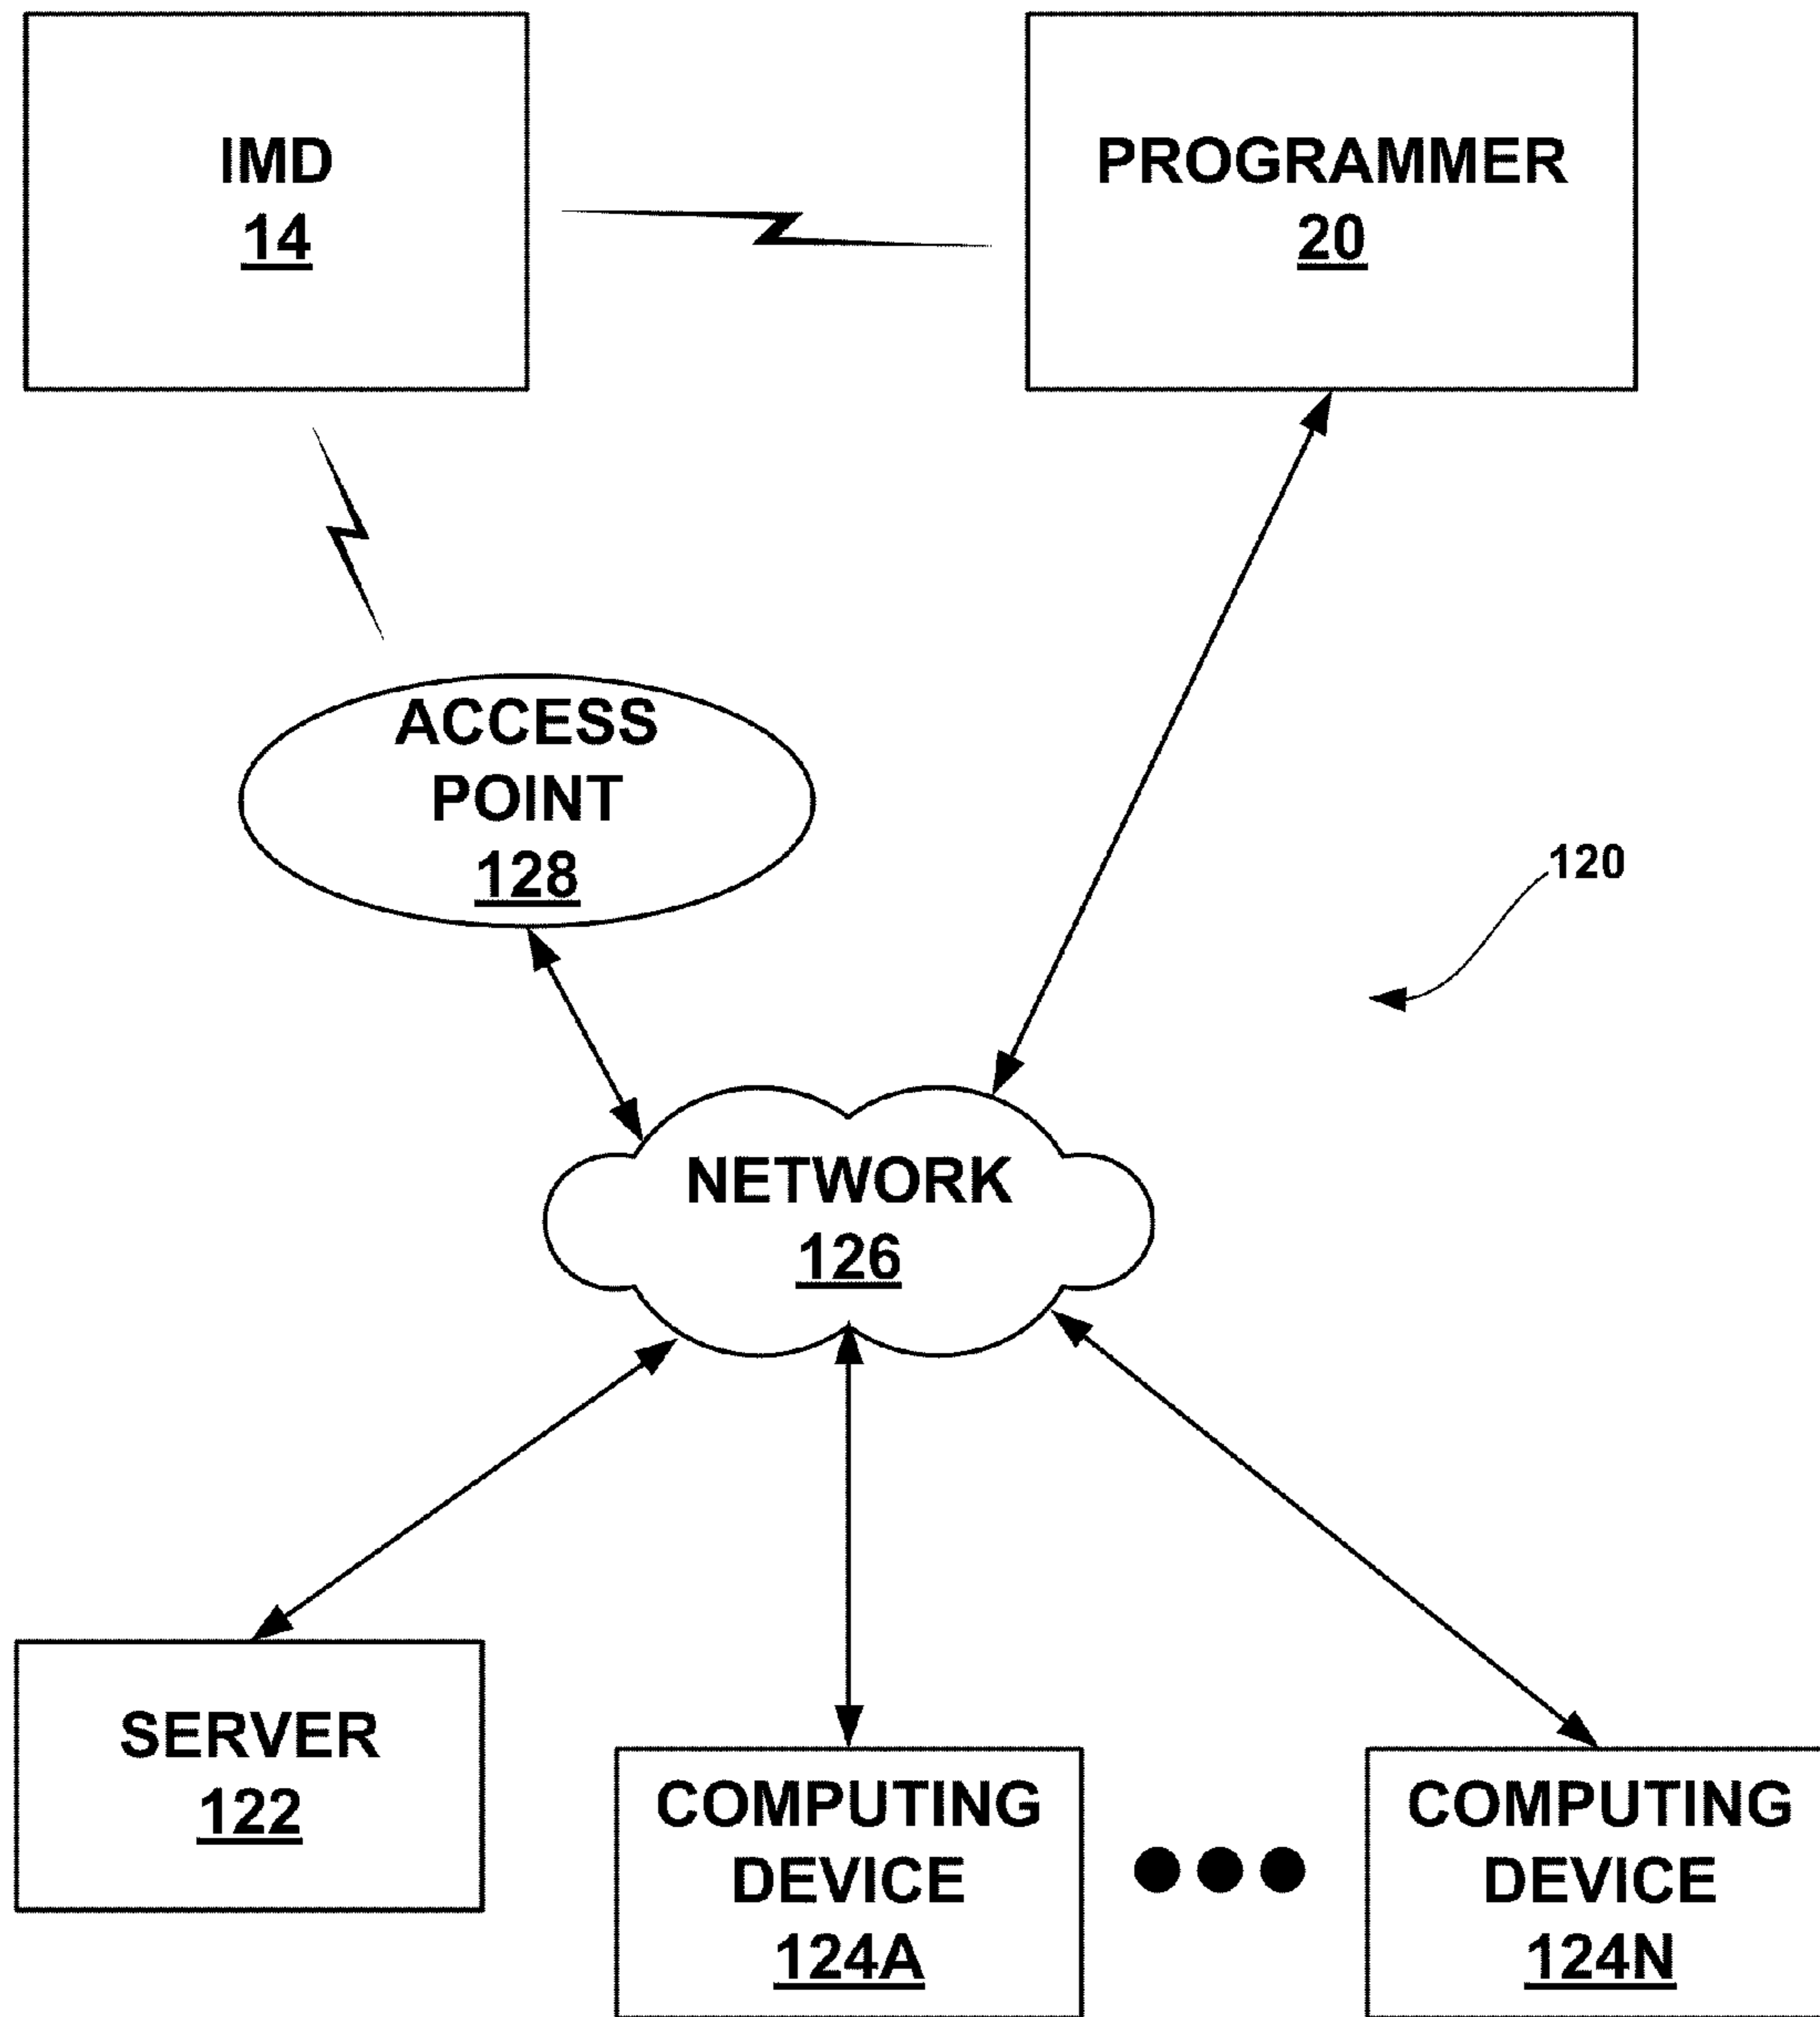 IMD
14
PROGRAMMER
20
ACCESS
POINT
128
120
NETWORK
126
SERVER
122
COMPUTING
DEVICE
124A
COMPUTING
DEVICE
124N